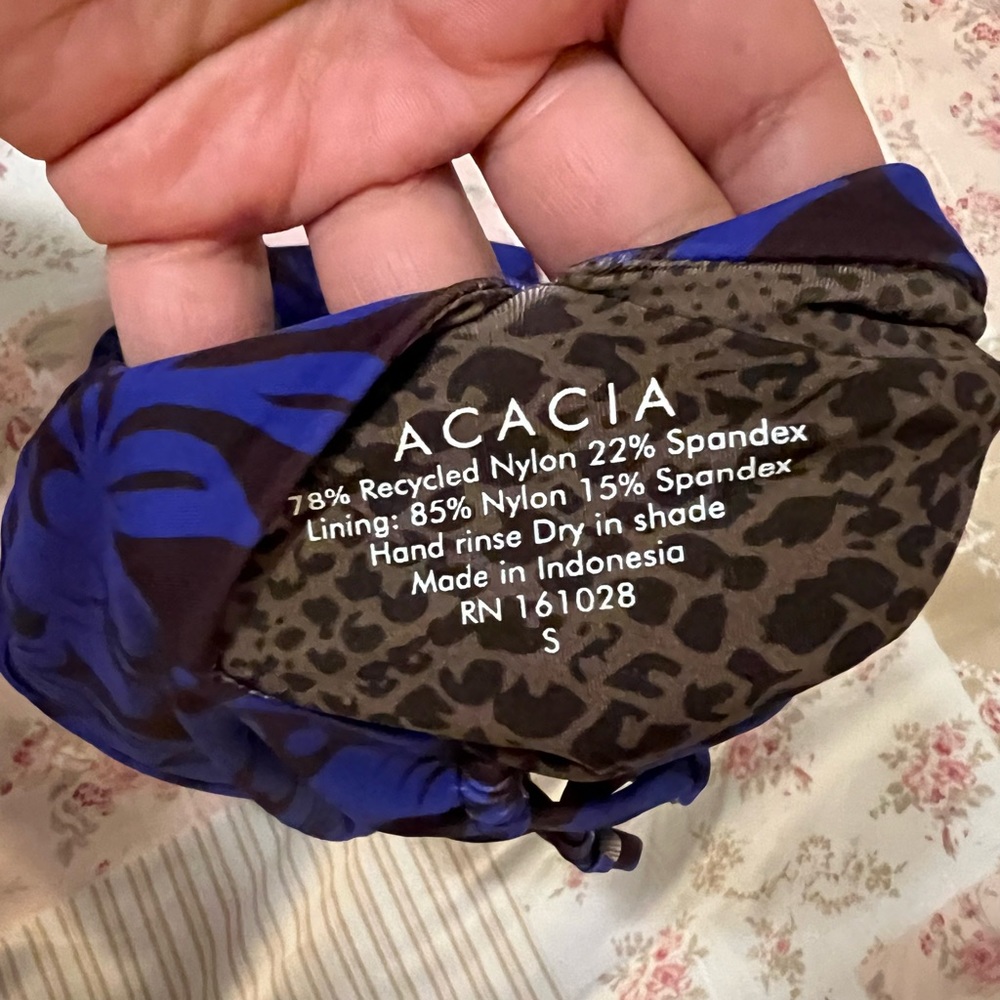 ACACIA
78% Recycled Nylon 22% Spandex
Lining: 85% Nylon 15% Spandex
Hand rinse Dry in shade
Made in Indonesia
RN 161028
S